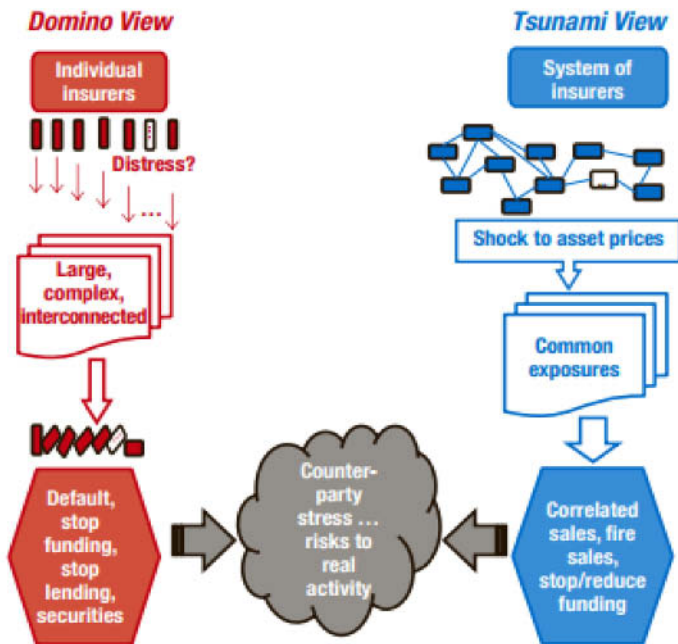 Domino View
Individual
insurers
Distress?
...
Large,
complex,
interconnected
Default,
stop
funding,
stop
lending,
securities
Counter-
party
stress ...
risks to
real
activity
Tsunami View
System of
insurers
...
Shock to asset prices
Common
exposures
Correlated
sales, fire
sales,
stop/reduce
funding